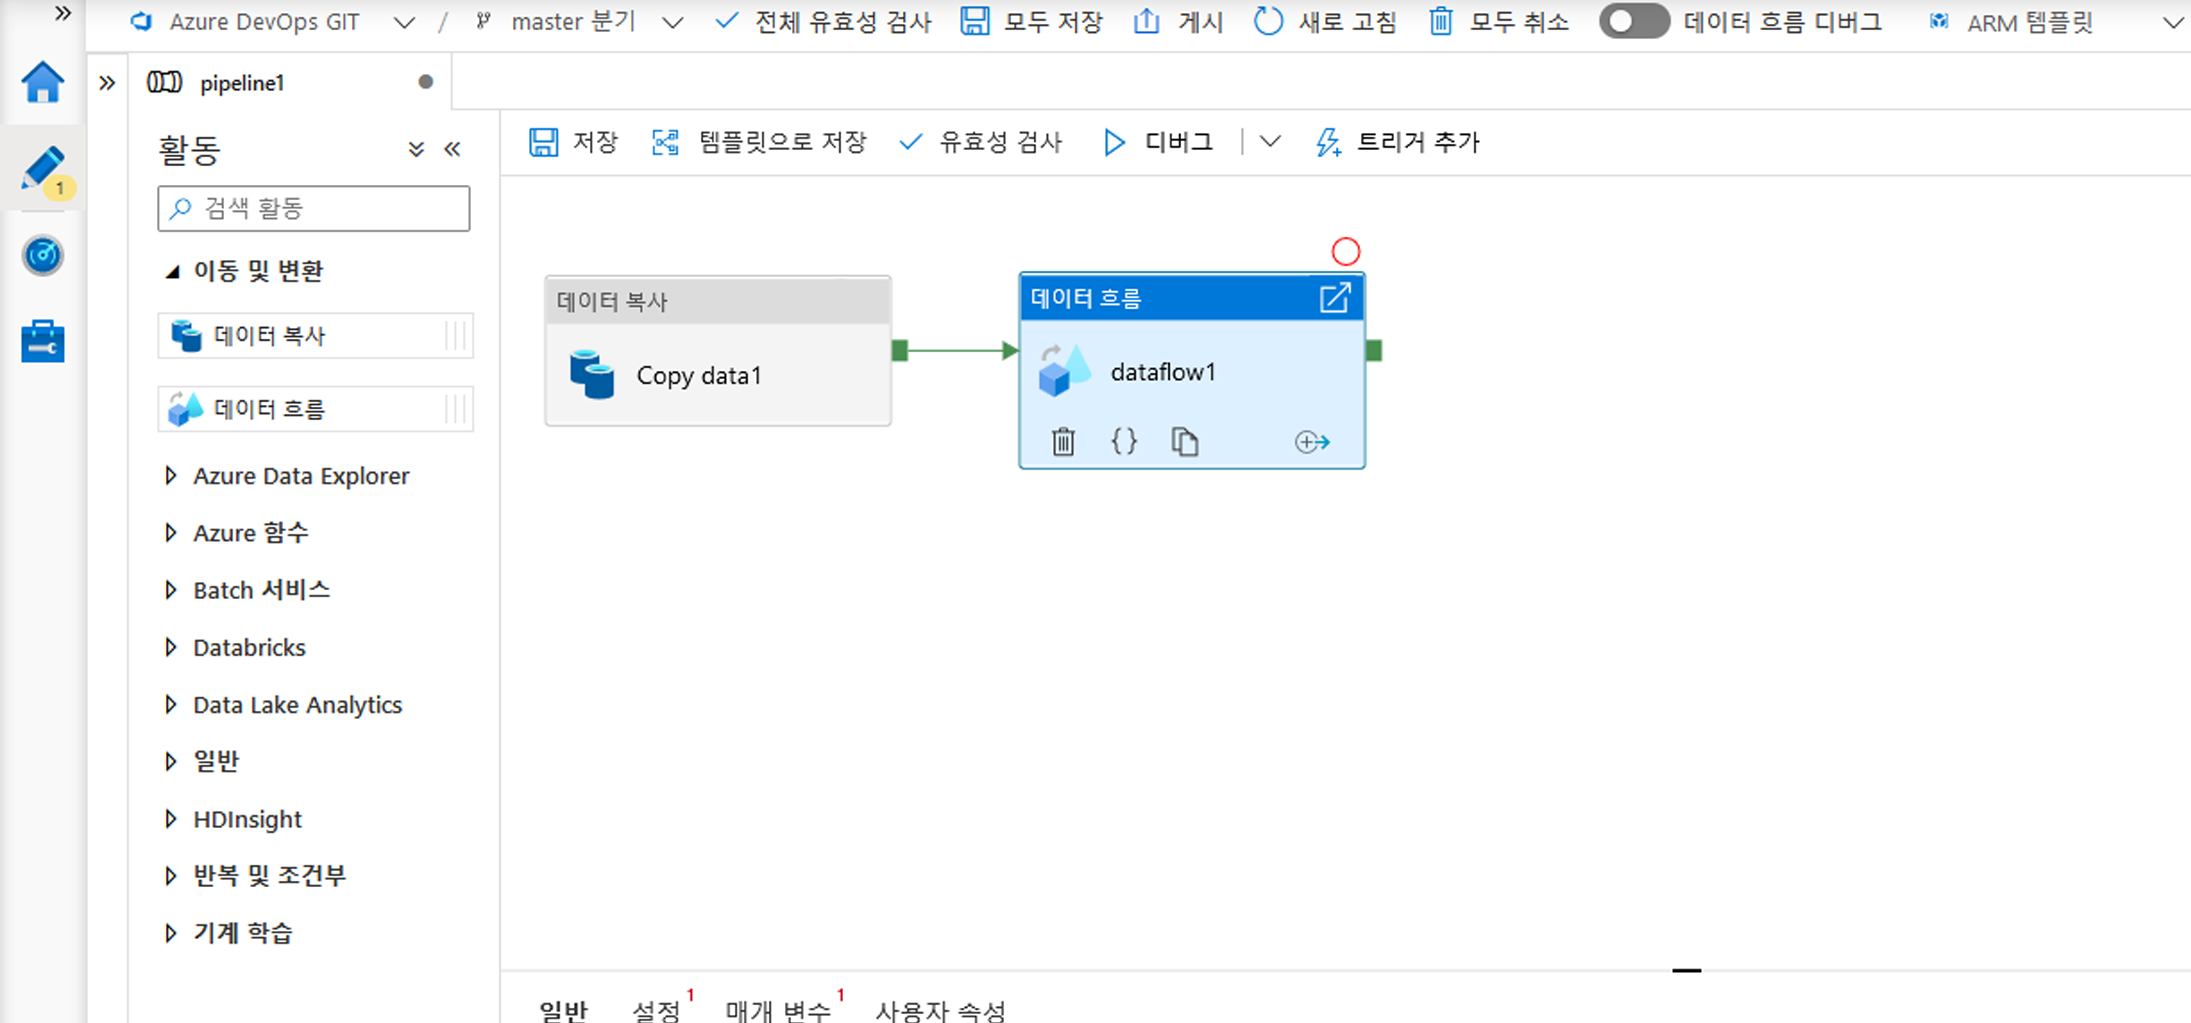 Azure DevOps GIT / master 분기 전체 유효성 검사 모두 저장 게시 새로 고침 모두 취소 데이터 흐름 디버그 ARM 템플릿
pipeline1
활동
저장 템플릿으로 저장 유효성 검사 디버그 트리거 추가
1
검색 활동
이동 및 변환
데이터 복사
데이터 흐름
Azure Data Explorer
Azure 함수
Batch 서비스
Databricks
Data Lake Analytics
일반
HDInsight
반복 및 조건부
기계 학습
데이터 복사
Copy data1
데이터 흐름
dataflow1
{}
일반 설정 1 매개 변수 1 사용자 속성